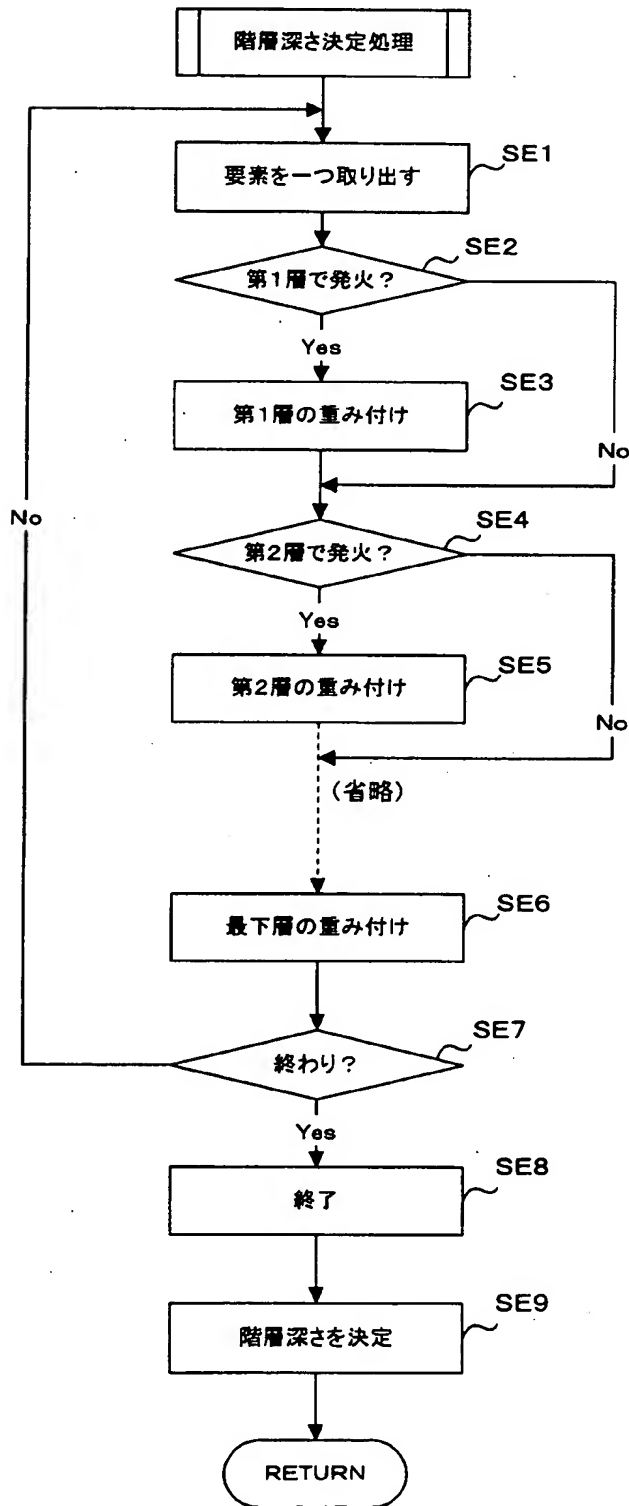 階層深さ決定処理
要素を一つ取り出す
SE1
第1層で発火？
SE2
Yes
No
第1層の重み付け
SE3
第2層で発火？
SE4
Yes
No
第2層の重み付け
SE5
（省略）
最下層の重み付け
SE6
終わり？
SE7
No
Yes
終了
SE8
階層深さを決定
SE9
RETURN